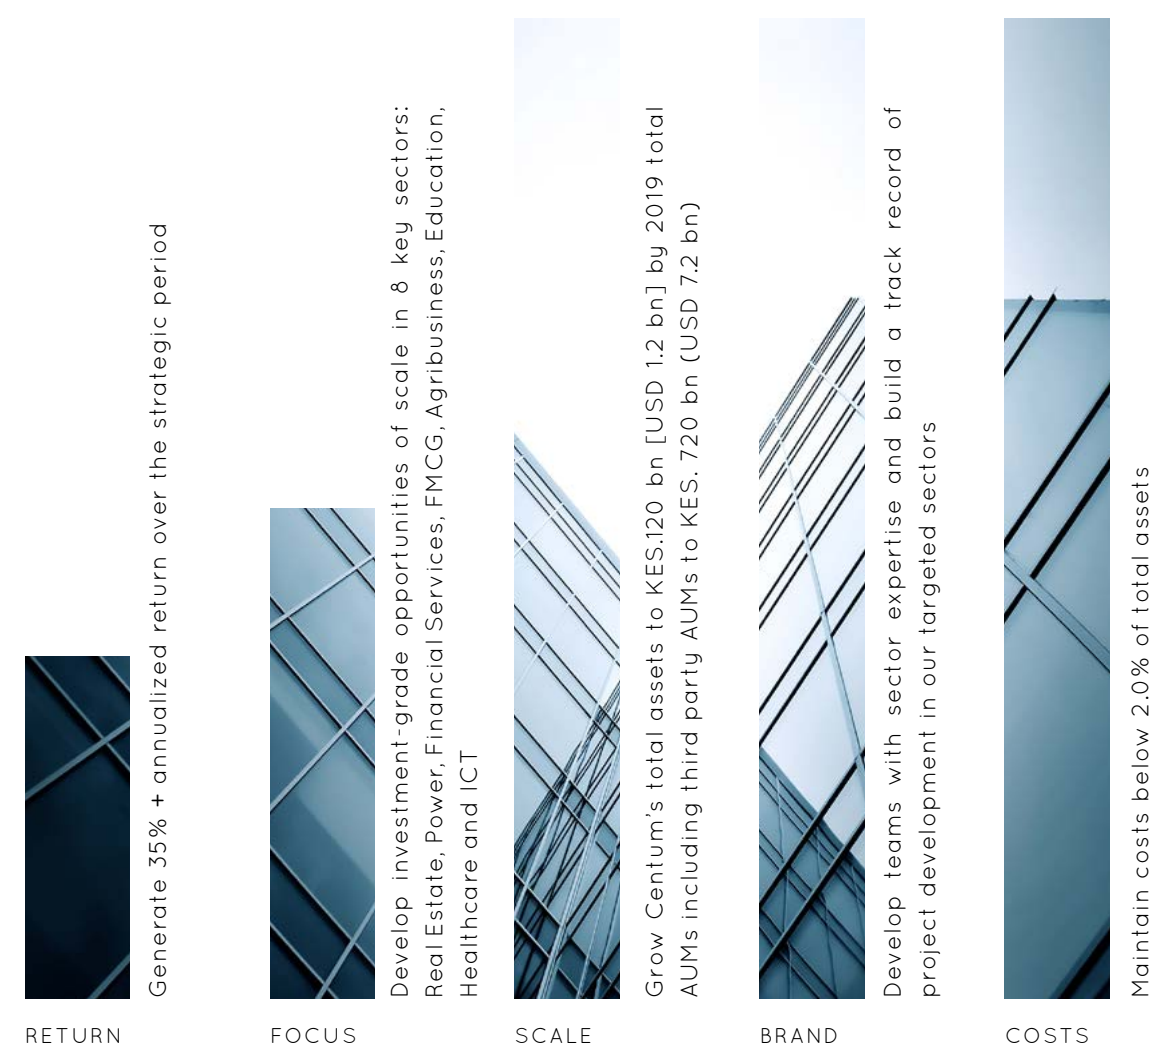 Generate 35% + annualized return over the strategic period
RETURN
Develop investment-grade opportunities of scale in 8 key sectors:
Real Estate, Power, Financial Services, FMCG, Agribusiness, Education,
Healthcare and ICT
FOCUS
Grow Centum's total assets to KES.120 bn [USD 1.2 bn] by 2019 total
AUMs including third party AUMs to KES. 720 bn (USD 7.2 bn)
SCALE
Develop teams with sector expertise and build a track record of
project development in our targeted sectors
BRAND
Maintain costs below 2.0% of total assets
COSTS